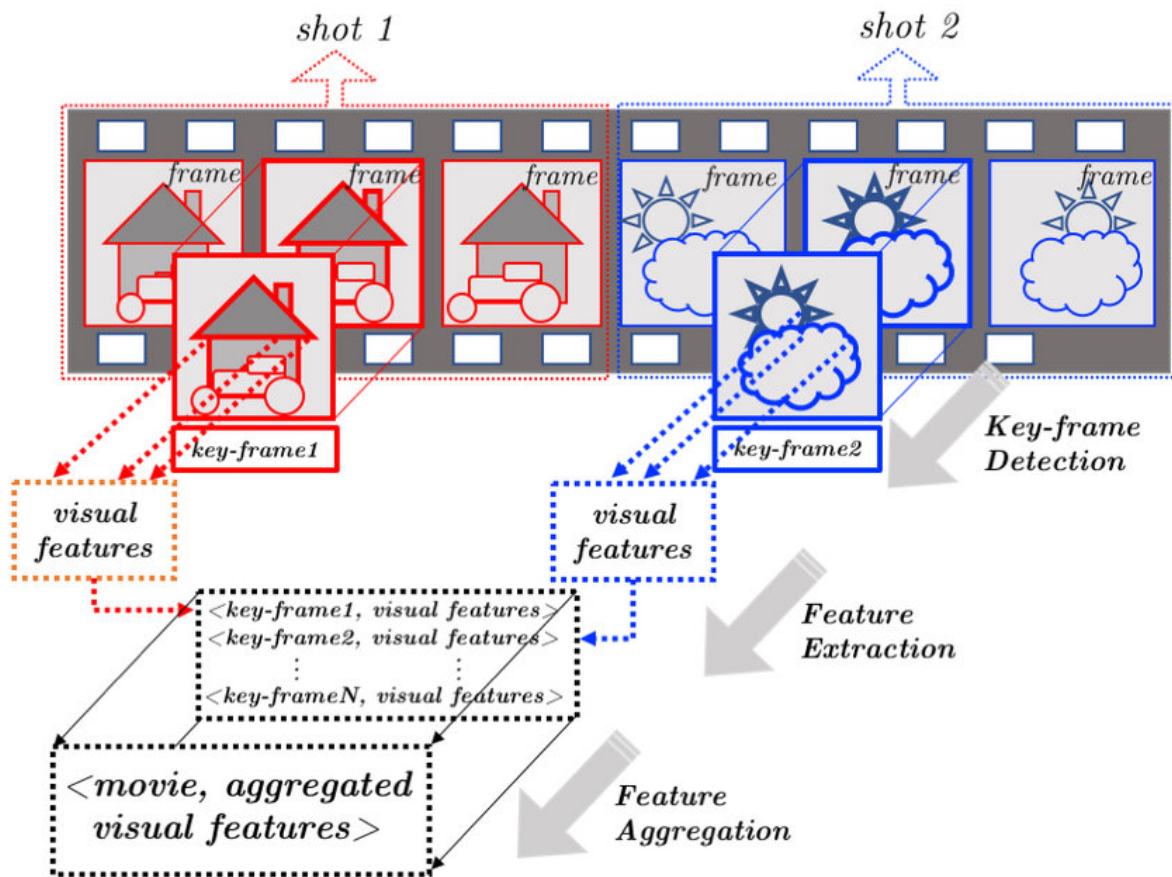 shot 1
shot 2
frame
frame
frame
frame
frame
frame
key-frame1
key-frame2
Key-frame
Detection
visual
features
visual
features
<key-frame1, visual features>
<key-frame2, visual features>
⋮ ⋮
<key-frameN, visual features>
Feature
Extraction
<movie, aggregated
visual features>
Feature
Aggregation